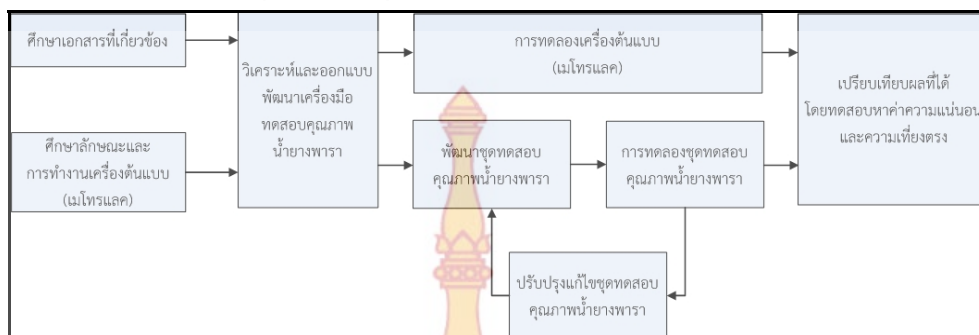 ศึกษาเอกสารที่เกี่ยวข้อง
ศึกษาลักษณะและ
การทำงานเครื่องต้นแบบ
(เมโทรแลค)
วิเคราะห์และออกแบบ
พัฒนาเครื่องมือ
ทดสอบคุณภาพ
น้ำยางพารา
การทดลองเครื่องต้นแบบ
(เมโทรแลค)
พัฒนาชุดทดสอบ
คุณภาพน้ำยางพารา
การทดลองชุดทดสอบ
คุณภาพน้ำยางพารา
ปรับปรุงแก้ไขชุดทดสอบ
คุณภาพน้ำยางพารา
เปรียบเทียบผลที่ได้
โดยทดสอบหาค่าความแน่นอน
และความเที่ยงตรง